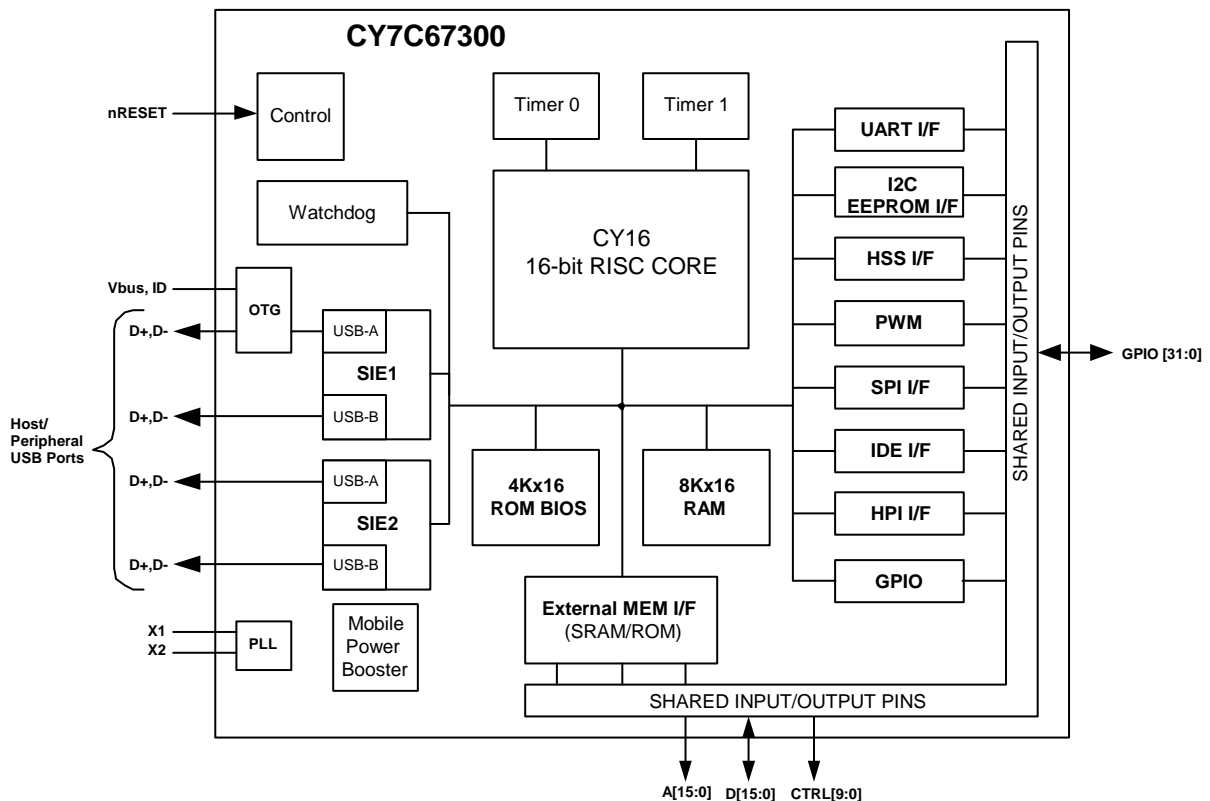 CY7C67300
nRESET
Control
Timer 0
Timer 1
UART I/F
I2C
EEPROM I/F
HSS I/F
PWM
SPI I/F
IDE I/F
HPI I/F
GPIO
SHARED INPUT/OUTPUT PINS
GPIO [31:0]
Watchdog
CY16
16-bit RISC CORE
Vbus, ID
OTG
D+,D-
USB-A
SIE1
D+,D-
USB-B
Host/
Peripheral
USB Ports
D+,D-
USB-A
SIE2
D+,D-
USB-B
4Kx16
ROM BIOS
8Kx16
RAM
X1
X2
PLL
Mobile
Power
Booster
External MEM I/F
(SRAM/ROM)
SHARED INPUT/OUTPUT PINS
A[15:0]
D[15:0]
CTRL[9:0]